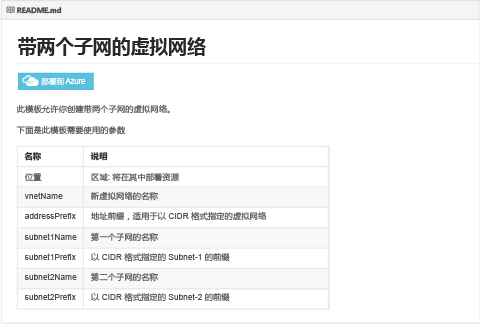 README.md
带两个子网的虚拟网络
部署到 Azure
此模板允许你创建带两个子网的虚拟网络。
下面是此模板需要使用的参数
名称 说明
位置 区域: 将在其中部署资源
vnetName 新虚拟网络的名称
addressPrefix 地址前缀，适用于以 CIDR 格式指定的虚拟网络
subnet1Name 第一个子网的名称
subnet1Prefix 以 CIDR 格式指定的 Subnet-1 的前缀
subnet2Name 第二个子网的名称
subnet2Prefix 以 CIDR 格式指定的 Subnet-2 的前缀